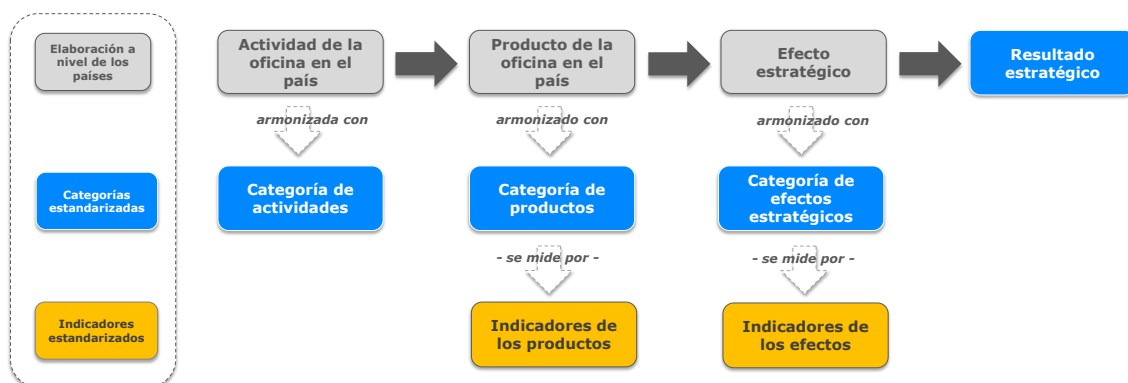 Elaboración a
nivel de los
países
Actividad de la
oficina en el
país
Producto de la
oficina en el
país
Efecto
estratégico
Resultado
estratégico
armonizada con
armonizado con
armonizado con
Categorías
estandarizadas
Categoría de
actividades
Categoría de
productos
Categoría de
efectos
estratégicos
- se mide por -
- se mide por -
Indicadores
estandarizados
Indicadores de
los productos
Indicadores de
los efectos